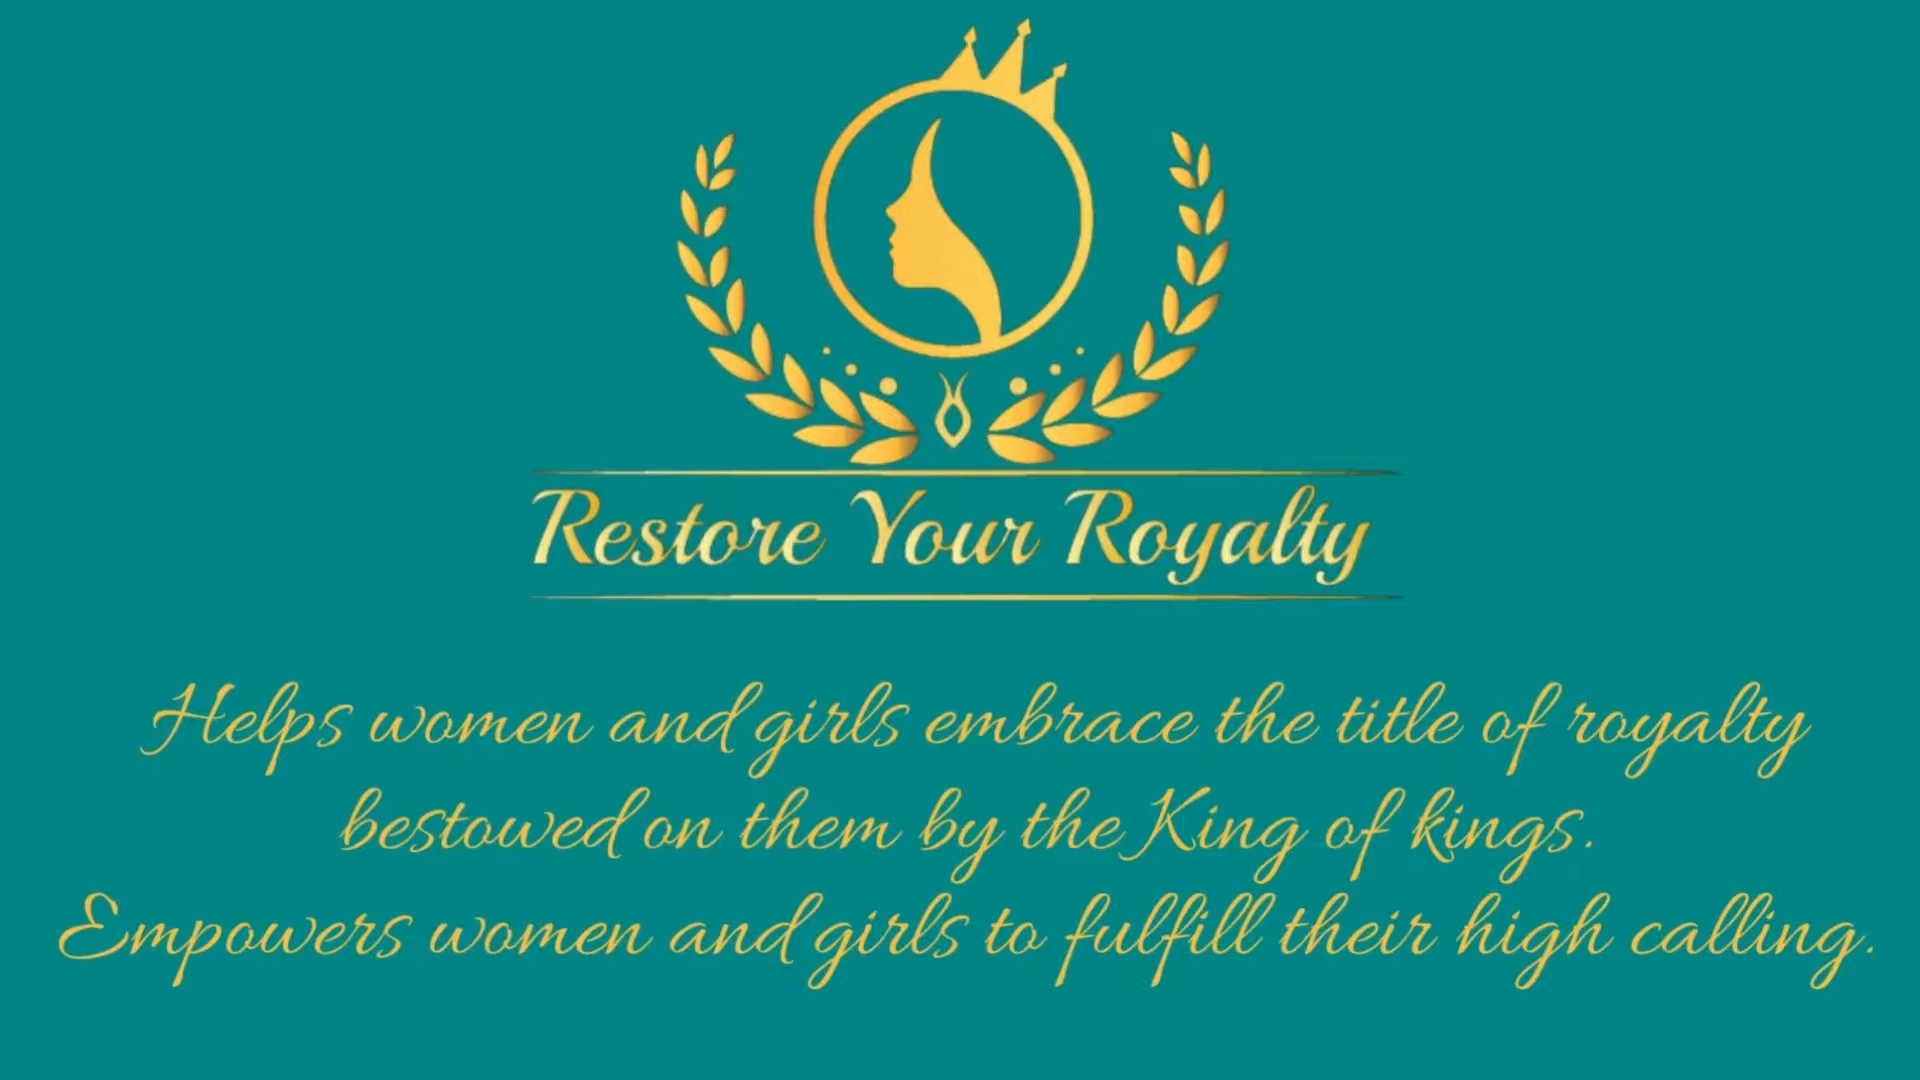 Restore Your Royalty
Helps women and girls embrace the title of royalty
bestowed on them by the King of kings.
Empowers women and girls to fulfill their high calling.